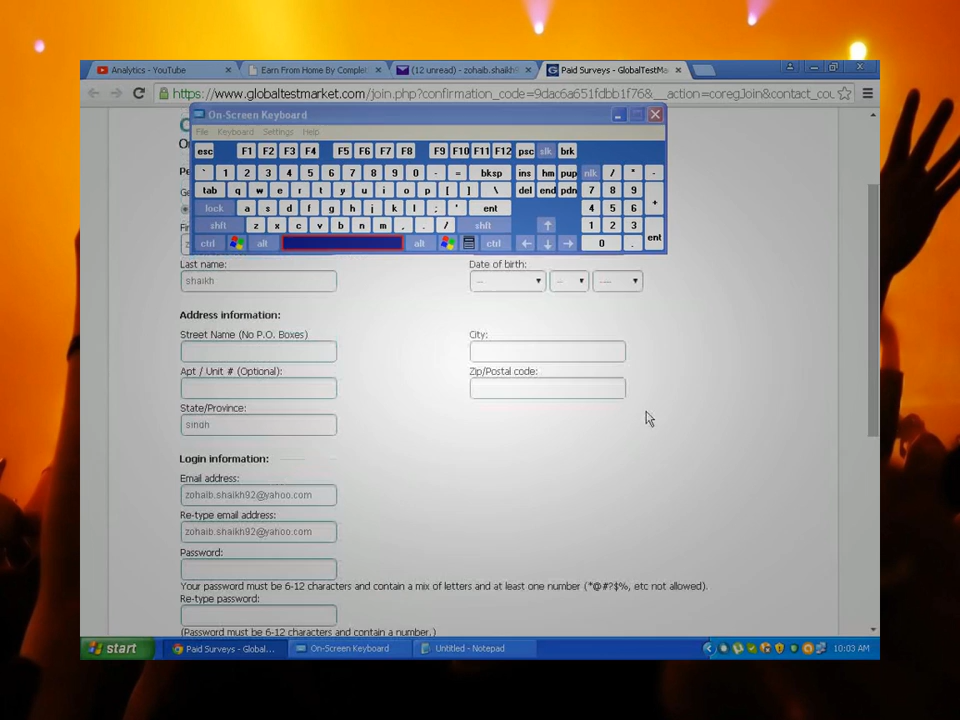 Analytics - YouTube
Earn From Home By Complet
(12 unread) - zohaib.shaikh9
Paid Surveys - GlobalTestMa
https://www.globaltestmarket.com/join.php?confirmation_code=9dac6a651fdbb1f76&__action=coregJoin&contact_cou
On-Screen Keyboard
File Keyboard Settings Help
esc F1 F2 F3 F4 F5 F6 F7 F8 F9 F10 F11 F12 psc slk brk
` 1 2 3 4 5 6 7 8 9 0 - = bksp ins hm pup nlk / * -
tab q w e r t y u i o p [ ] \ del end pdn 7 8 9 +
lock a s d f g h j k l ; ' ent 4 5 6
shft z x c v b n m , . / shft ↑ 1 2 3 ent
ctrl alt alt ctrl ← ↓ → 0 .
Last name:
Date of birth:
shaikh
-- -- ----
Address information:
Street Name (No P.O. Boxes)
City:
Apt / Unit # (Optional):
Zip/Postal code:
State/Province:
sindh
Login information:
Email address:
zohaib.shaikh92@yahoo.com
Re-type email address:
zohaib.shaikh92@yahoo.com
Password:
Your password must be 6-12 characters and contain a mix of letters and at least one number (*@#?$%, etc not allowed).
Re-type password:
(Password must be 6-12 characters and contain a number.)
start
Paid Surveys - Global...
On-Screen Keyboard
Untitled - Notepad
10:03 AM